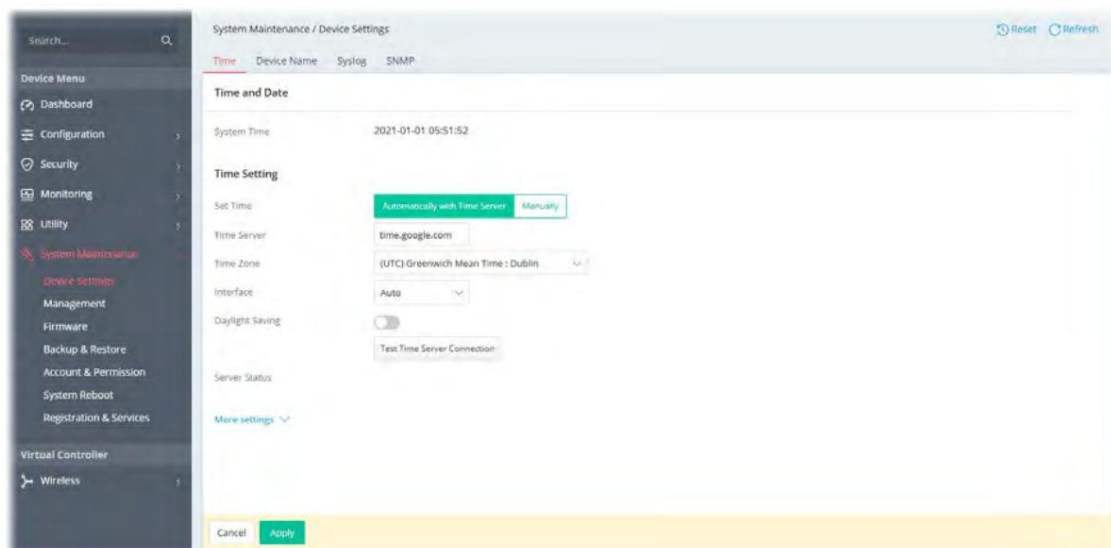 Search...
Device Menu
Dashboard
Configuration
Security
Monitoring
Utility
System Maintenance
Device Settings
Management
Firmware
Backup & Restore
Account & Permission
System Reboot
Registration & Services
Virtual Controller
Wireless
System Maintenance / Device Settings
Reset Refresh
Time Device Name Syslog SNMP
Time and Date
System Time 2021-01-01 05:51:52
Time Setting
Set Time Automatically with Time Server Manually
Time Server time.google.com
Time Zone (UTC) Greenwich Mean Time : Dublin
Interface Auto
Daylight Saving
Test Time Server Connection
Server Status
More settings
Cancel Apply